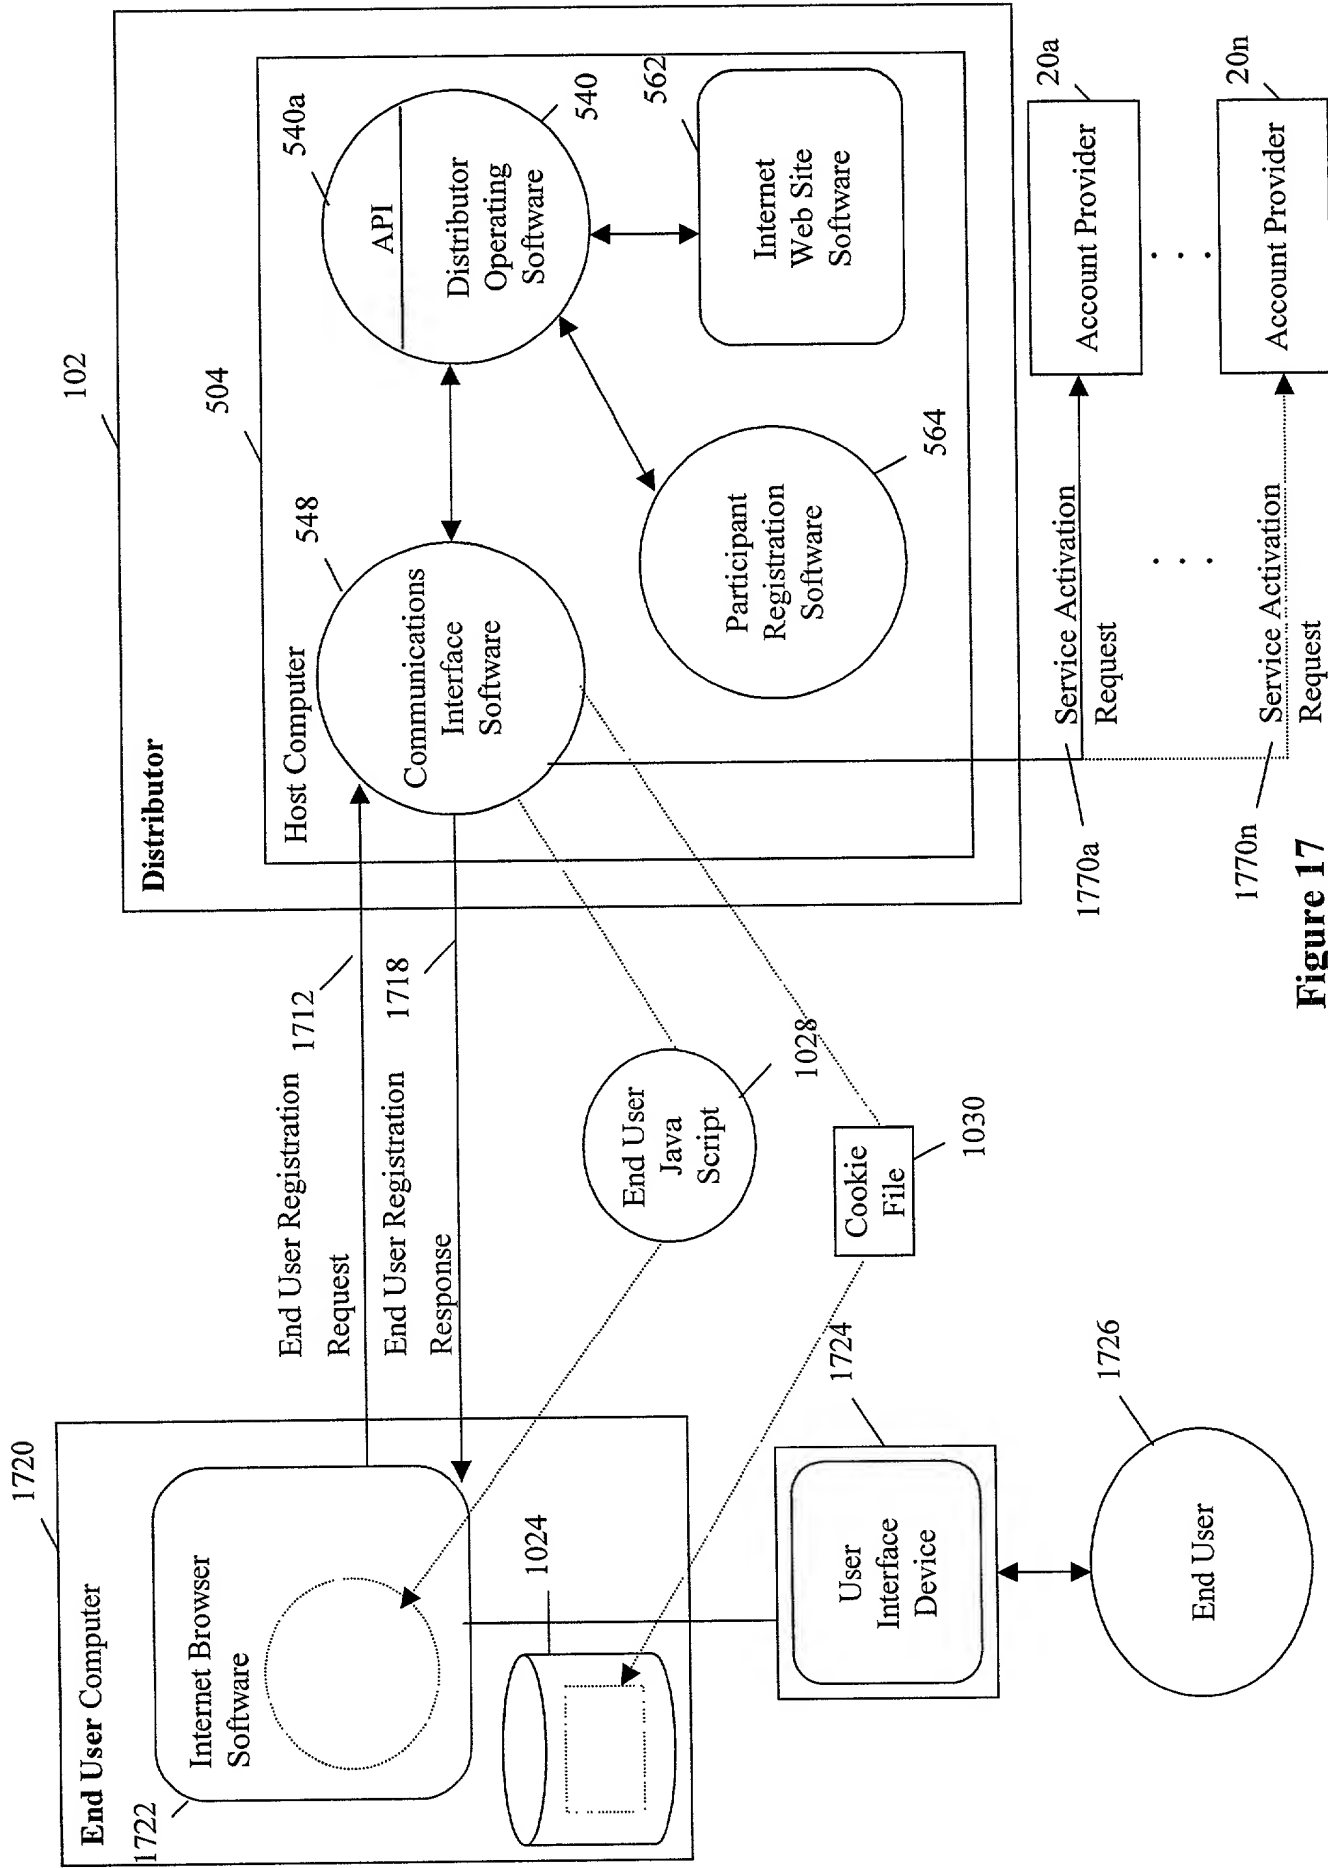 1720
End User Computer
1722
Internet Browser
Software
1024
End User Registration
Request
1712
End User Registration
Response
1718
End User
Java
Script
1028
Cookie
File
1030
User
Interface
Device
1724
End User
1726
102
Distributor
504
Host Computer
548
Communications
Interface
Software
540a
API
Distributor
Operating
Software
540
562
Internet
Web Site
Software
Participant
Registration
Software
564
1770a
Service Activation
Request
Account Provider
20a
. . .
. . .
1770n
Service Activation
Request
Account Provider
20n
Figure 17